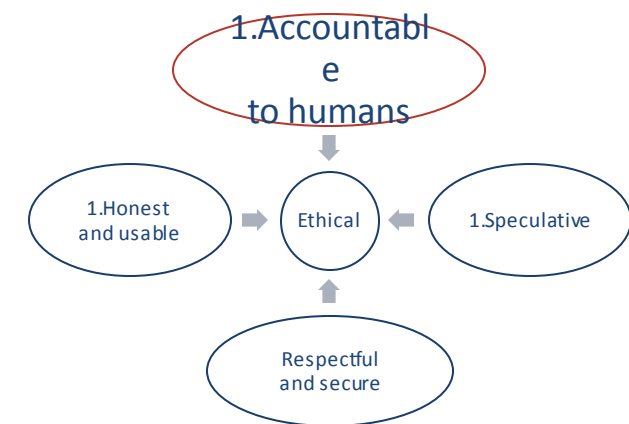 1.Accountabl
e
to humans
1.Honest
and usable
Ethical
1.Speculative
Respectful
and secure